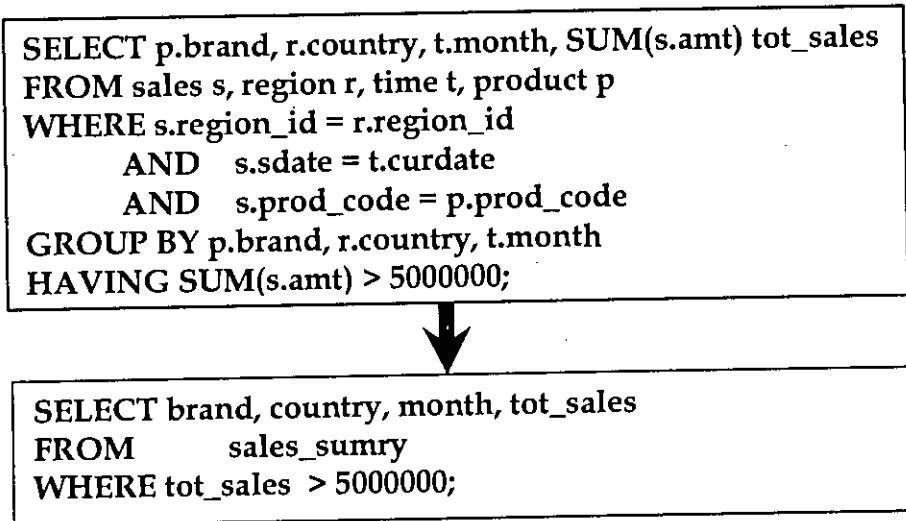 SELECT p.brand, r.country, t.month, SUM(s.amt) tot_sales
FROM sales s, region r, time t, product p
WHERE s.region_id = r.region_id
AND s.sdate = t.curdate
AND s.prod_code = p.prod_code
GROUP BY p.brand, r.country, t.month
HAVING SUM(s.amt) > 5000000;
SELECT brand, country, month, tot_sales
FROM sales_sumry
WHERE tot_sales > 5000000;